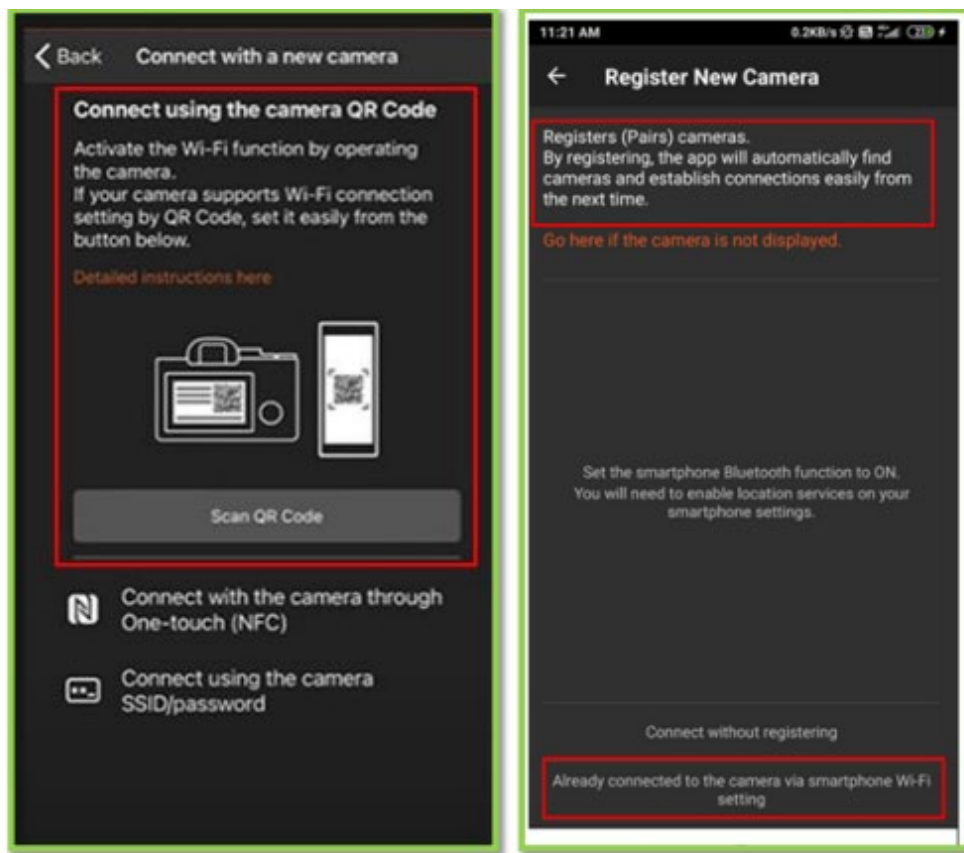 Back Connect with a new camera
Connect using the camera QR Code
Activate the Wi-Fi function by operating
the camera.
If your camera supports Wi-Fi connection
setting by QR Code, set it easily from the
button below.
Detailed instructions here
Scan QR Code
Connect with the camera through
One-touch (NFC)
Connect using the camera
SSID/password
11:21 AM 0.2KB/s
Register New Camera
Registers (Pairs) cameras.
By registering, the app will automatically find
cameras and establish connections easily from
the next time.
Go here if the camera is not displayed.
Set the smartphone Bluetooth function to ON.
You will need to enable location services on your
smartphone settings.
Connect without registering
Already connected to the camera via smartphone Wi-Fi
setting